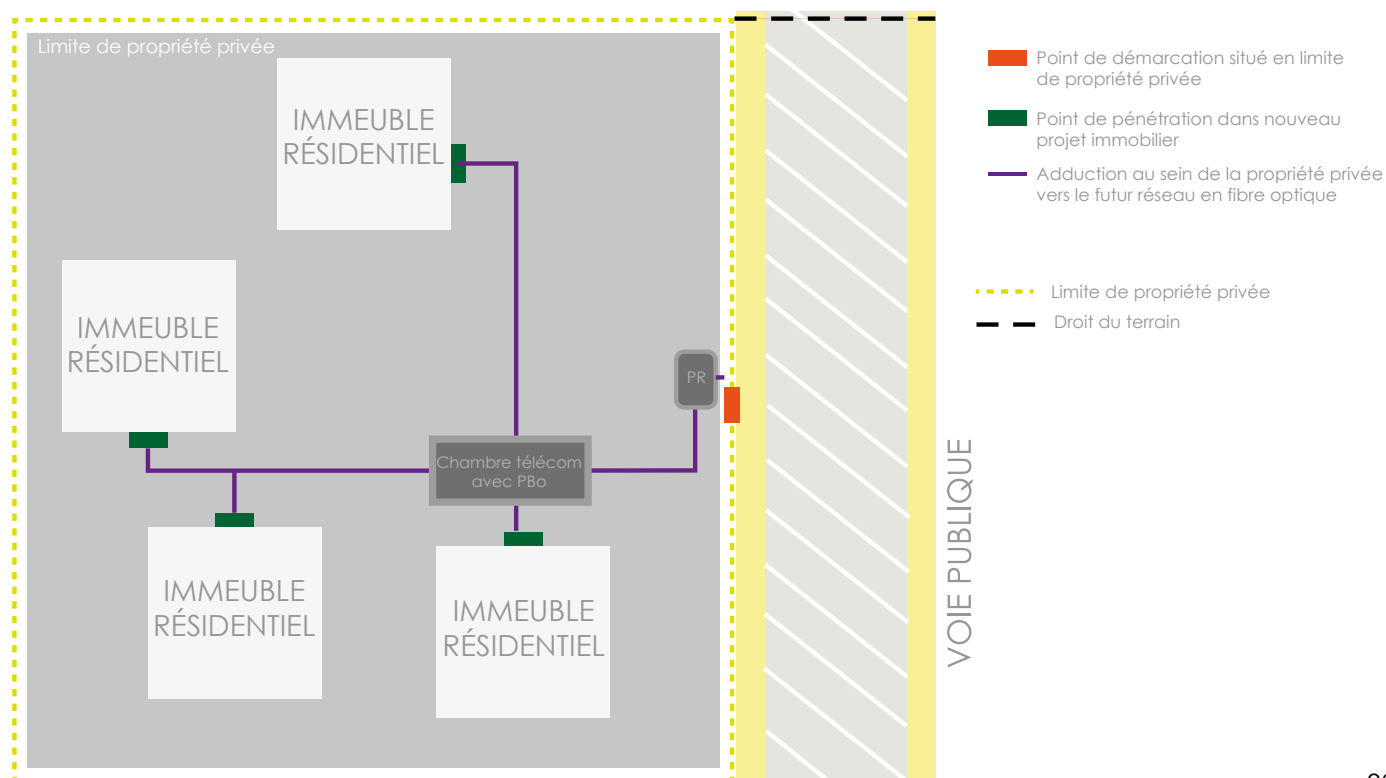 Limite de propriété privée
IMMEUBLE
RÉSIDENTIEL
IMMEUBLE
RÉSIDENTIEL
PR
Chambre télécom
avec PBo
IMMEUBLE
RÉSIDENTIEL
IMMEUBLE
RÉSIDENTIEL
VOIE PUBLIQUE
Point de démarcation situé en limite
de propriété privée
Point de pénétration dans nouveau
projet immobilier
Adduction au sein de la propriété privée
vers le futur réseau en fibre optique
Limite de propriété privée
Droit du terrain